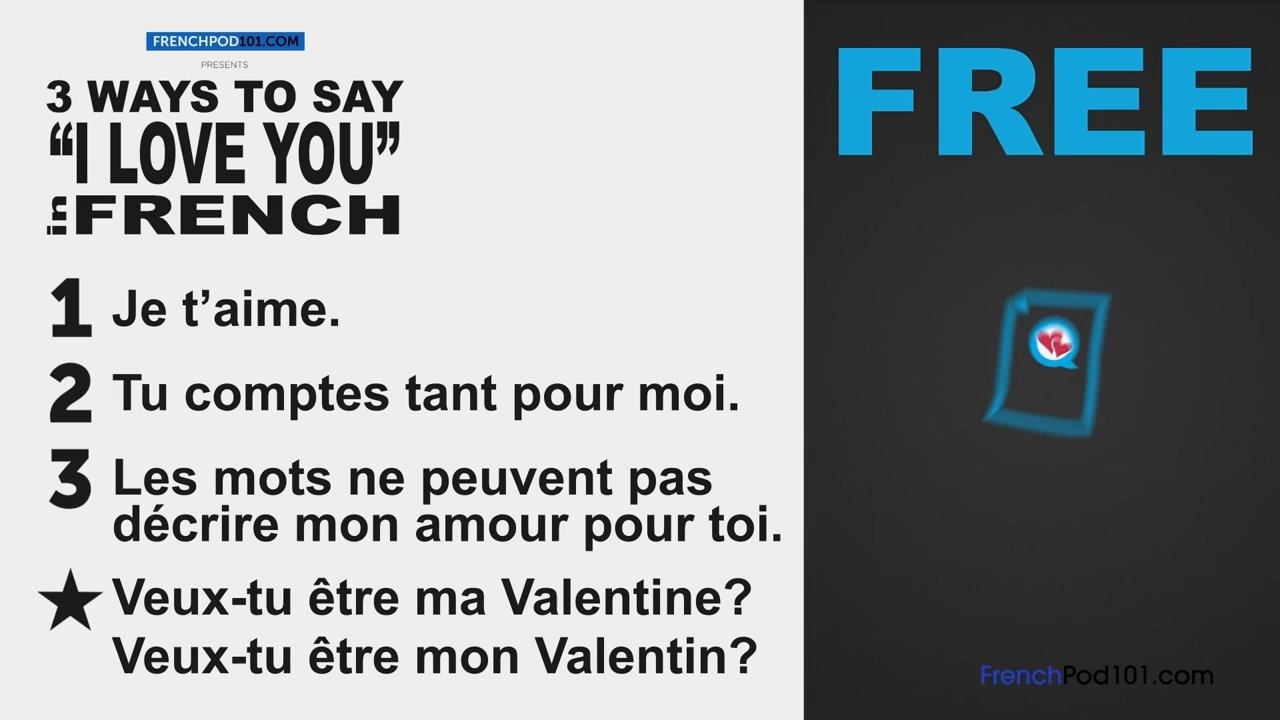 FRENCHPOD101.COM
PRESENTS
3 WAYS TO SAY
“I LOVE YOU”
in FRENCH
1 Je t’aime.
2 Tu comptes tant pour moi.
3 Les mots ne peuvent pas
décrire mon amour pour toi.
★ Veux-tu être ma Valentine?
Veux-tu être mon Valentin?
FREE
FrenchPod101.com